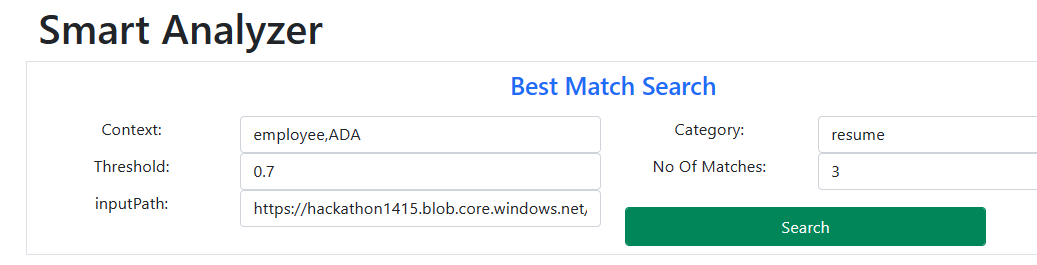 Smart Analyzer
Best Match Search
Context: employee,ADA Category: resume
Threshold: 0.7 No Of Matches: 3
inputPath: https://hackathon1415.blob.core.windows.net/
Search